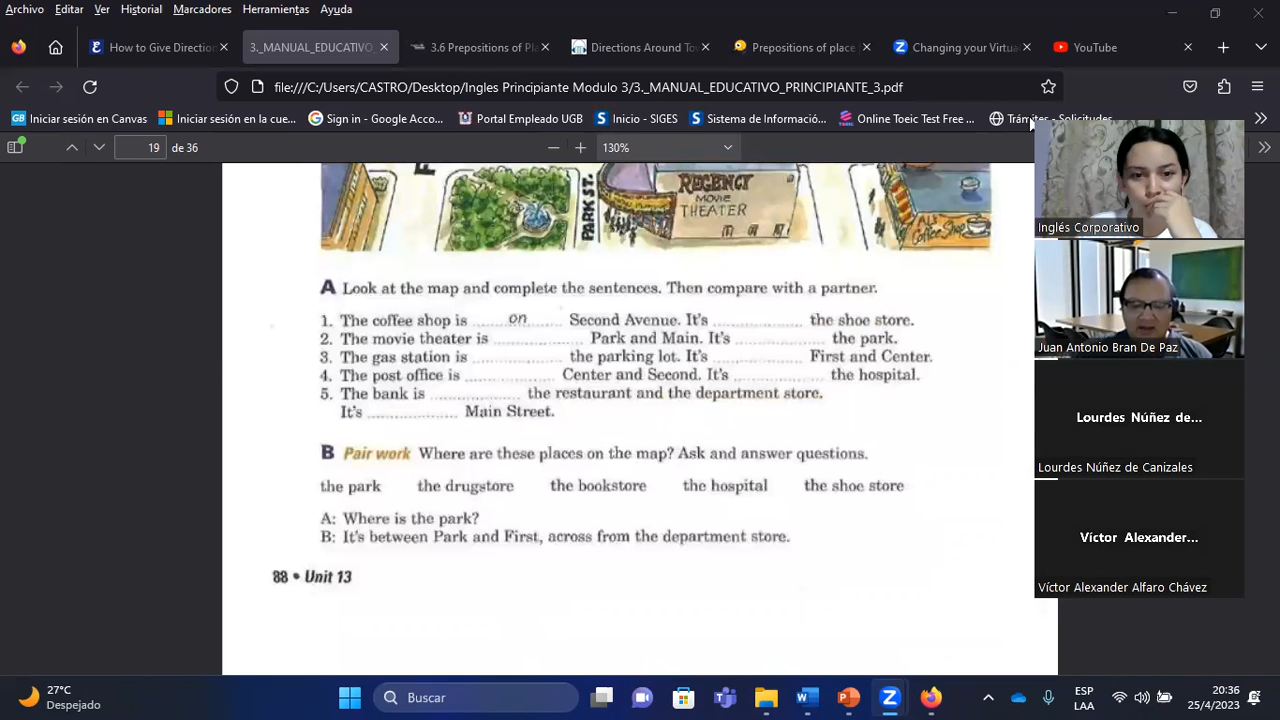 Archivo Editar Ver Historial Marcadores Herramientas Ayuda
How to Give Direction
3._MANUAL_EDUCATIVO_
3.6 Prepositions of Pla
Directions Around To
Prepositions of place
Changing your Virtua
YouTube
file:///C:/Users/CASTRO/Desktop/Ingles Principiante Modulo 3/3._MANUAL_EDUCATIVO_PRINCIPIANTE_3.pdf
GB Iniciar sesión en Canvas
Iniciar sesión en la cue...
Sign in - Google Acco...
Portal Empleado UGB
Inicio - SIGES
Sistema de Informació...
Online Toeic Test Free ...
Trámites - Solicitudes
19 de 36
130%
PARK ST.
REGENCY
MOVIE
THEATER
Coffee Shop
A Look at the map and complete the sentences. Then compare with a partner.
1. The coffee shop is ......on...... Second Avenue. It's .................. the shoe store.
2. The movie theater is .................. Park and Main. It's .................. the park.
3. The gas station is .................. the parking lot. It's .................. First and Center.
4. The post office is .................. Center and Second. It's .................. the hospital.
5. The bank is .................. the restaurant and the department store.
It's .................. Main Street.
B Pair work Where are these places on the map? Ask and answer questions.
the park the drugstore the bookstore the hospital the shoe store
A: Where is the park?
B: It's between Park and First, across from the department store.
88 • Unit 13
Inglés Corporativo
Juan Antonio Bran De Paz
Lourdes Núñez de...
Lourdes Núñez de Canizales
Víctor Alexander...
Víctor Alexander Alfaro Chávez
27°C
Despejado
Buscar
ESP
LAA
20:36
25/4/2023